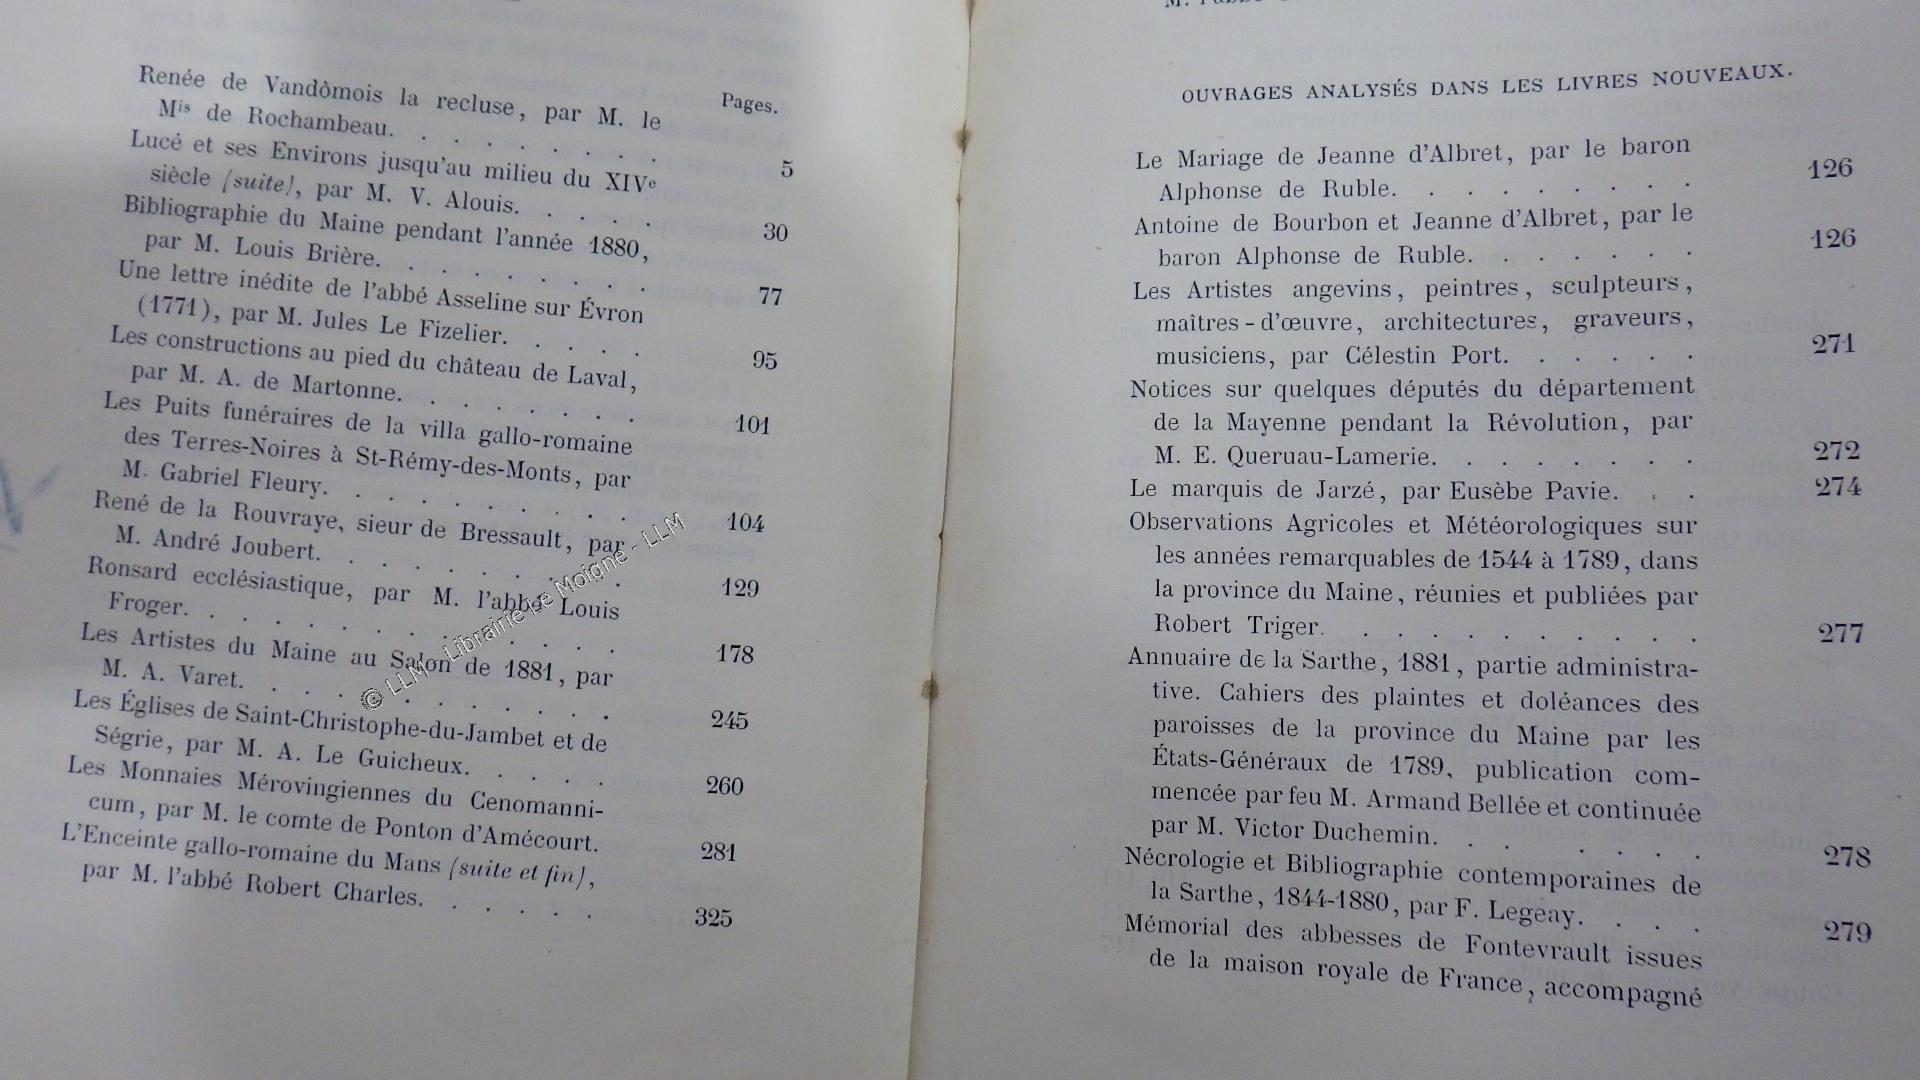 Pages.
Renée de Vandômois la recluse, par M. le
Mis de Rochambeau. . . . . . . . . 5
Lucé et ses Environs jusqu'au milieu du XIVe
siècle (suite), par M. V. Alouis. . . . . 30
Bibliographie du Maine pendant l'année 1880,
par M. Louis Brière. . . . . . . . 77
Une lettre inédite de l'abbé Asseline sur Évron
(1771), par M. Jules Le Fizelier. . . . . 95
Les constructions au pied du château de Laval,
par M. A. de Martonne. . . . . . . 101
Les Puits funéraires de la villa gallo-romaine
des Terres-Noires à St-Rémy-des-Monts, par
M. Gabriel Fleury. . . . . . . . . 104
René de la Rouvraye, sieur de Bressault, par
M. André Joubert. . . . . . . . . 129
Ronsard ecclésiastique, par M. l'abbé Louis
Froger. . . . . . . . . . . . 178
Les Artistes du Maine au Salon de 1881, par
M. A. Varet. . . . . . . . . . 245
Les Églises de Saint-Christophe-du-Jambet et de
Ségrie, par M. A. Le Guicheux. . . . . 260
Les Monnaies Mérovingiennes du Cenomanni-
cum, par M. le comte de Ponton d'Amécourt. 281
L'Enceinte gallo-romaine du Mans (suite et fin),
par M. l'abbé Robert Charles. . . . . . 325
© LLM - Librairie Le Moigne - LLM
OUVRAGES ANALYSÉS DANS LES LIVRES NOUVEAUX.
Le Mariage de Jeanne d'Albret, par le baron
Alphonse de Ruble. . . . . . . . . 126
Antoine de Bourbon et Jeanne d'Albret, par le
baron Alphonse de Ruble. . . . . . . 126
Les Artistes angevins, peintres, sculpteurs,
maîtres-d'œuvre, architectures, graveurs,
musiciens, par Célestin Port. . . . . . 271
Notices sur quelques députés du département
de la Mayenne pendant la Révolution, par
M. E. Queruau-Lamerie. . . . . . . . 272
Le marquis de Jarzé, par Eusèbe Pavie. . . 274
Observations Agricoles et Météorologiques sur
les années remarquables de 1544 à 1789, dans
la province du Maine, réunies et publiées par
Robert Triger. . . . . . . . . . 277
Annuaire de la Sarthe, 1881, partie administra-
tive. Cahiers des plaintes et doléances des
paroisses de la province du Maine par les
États-Généraux de 1789, publication com-
mencée par feu M. Armand Bellée et continuée
par M. Victor Duchemin. . . . . . . 278
Nécrologie et Bibliographie contemporaines de
la Sarthe, 1844-1880, par F. Legeay. . . . 279
Mémorial des abbesses de Fontevrault issues
de la maison royale de France, accompagné